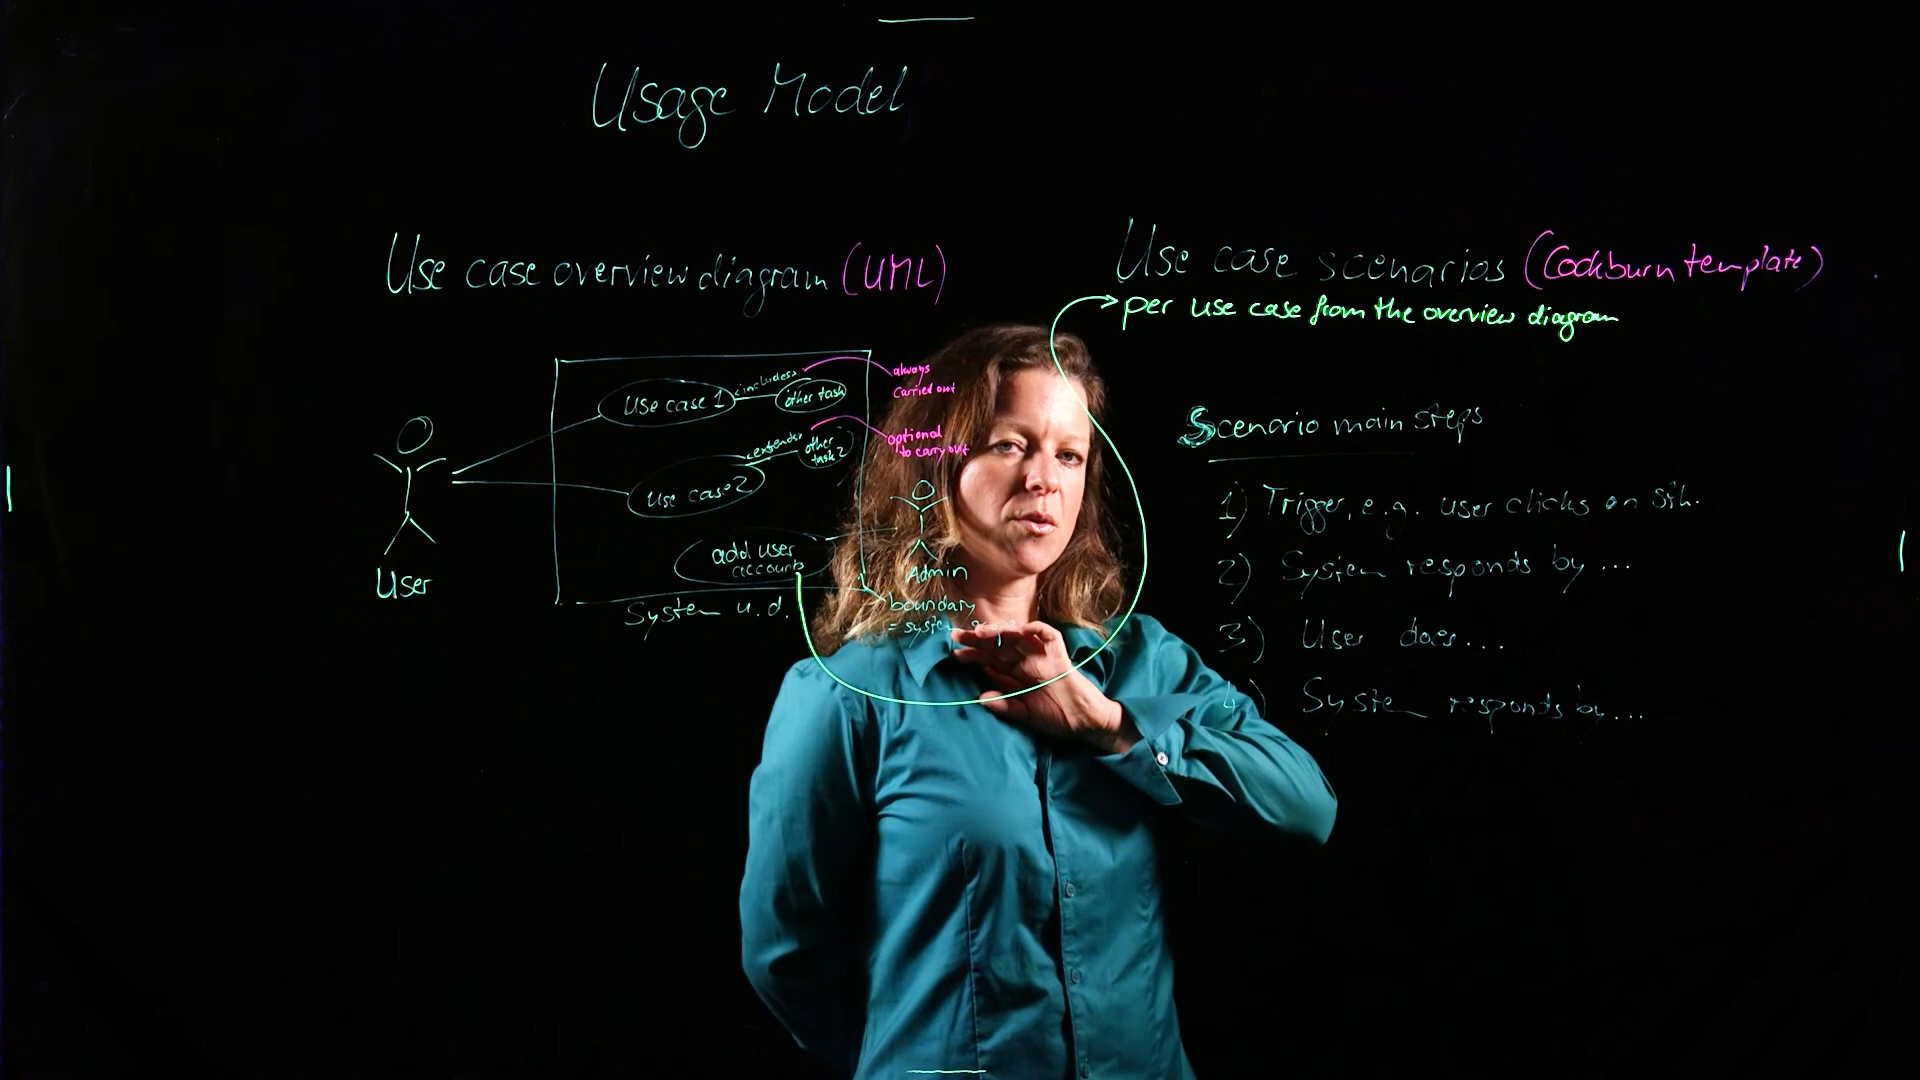 Usage Model
Use case overview diagram (UML)
use case 1
<includes>
other task
always
carried out
use case 2
<extends>
other
task 2
optional
to carry out
add user
accounts
User
Admin
System u. d.
boundary
= system scope
Use case scenarios (Cockburn template)
per use case from the overview diagram
Scenario main steps
1) Trigger, e.g. user clicks on sth.
2) System responds by ...
3) User does ...
4) System responds by ...